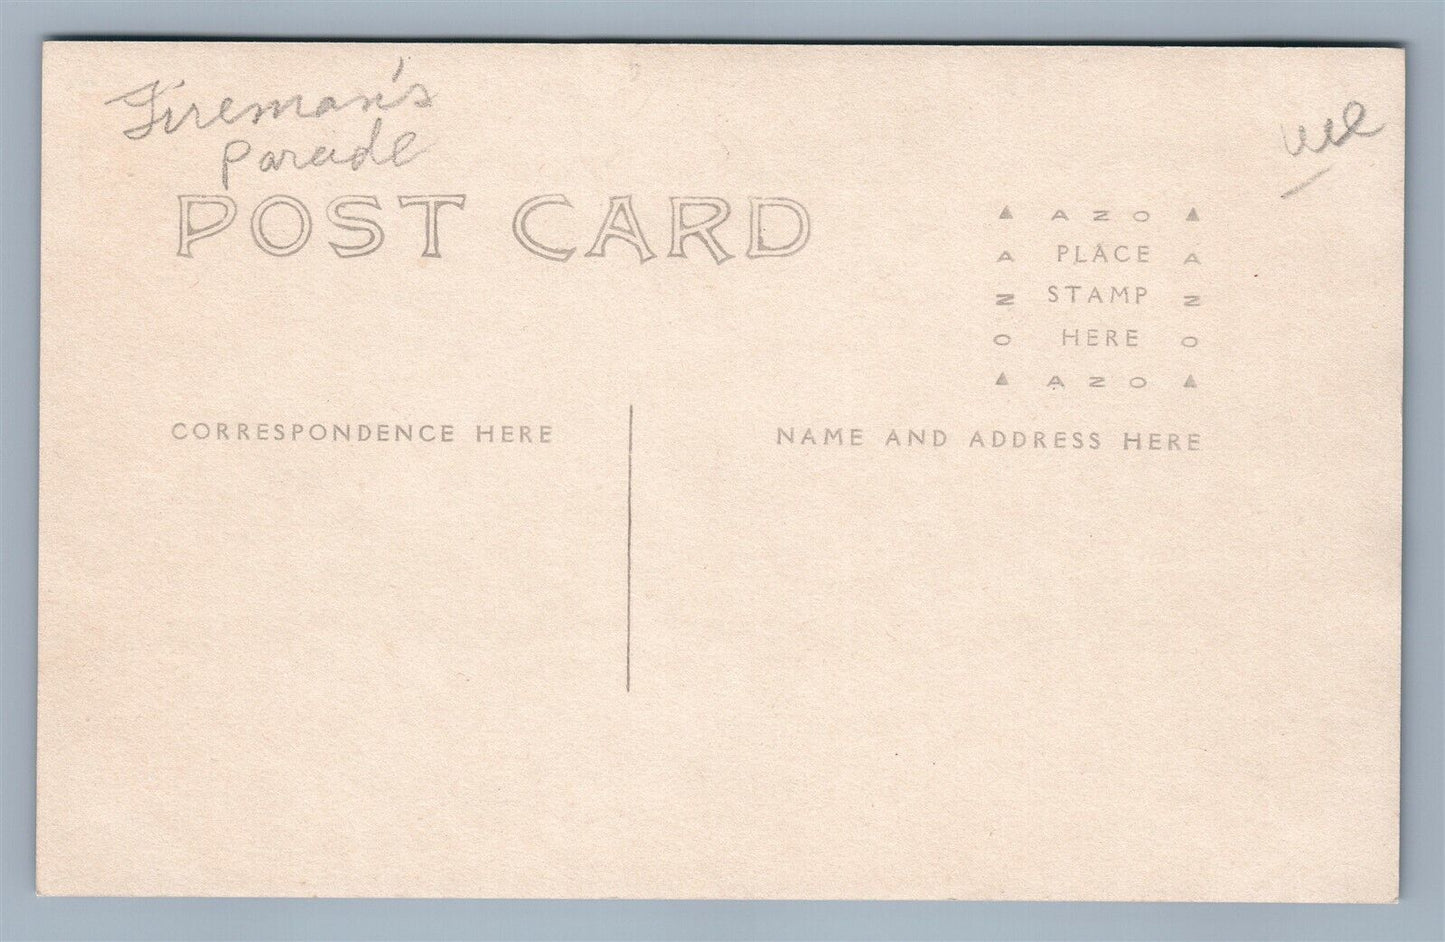 Fireman's
Parade
POST CARD
▲ AZO ▲
A PLACE A
N STAMP N
O HERE O
▲ AZO ▲
CORRESPONDENCE HERE
NAME AND ADDRESS HERE